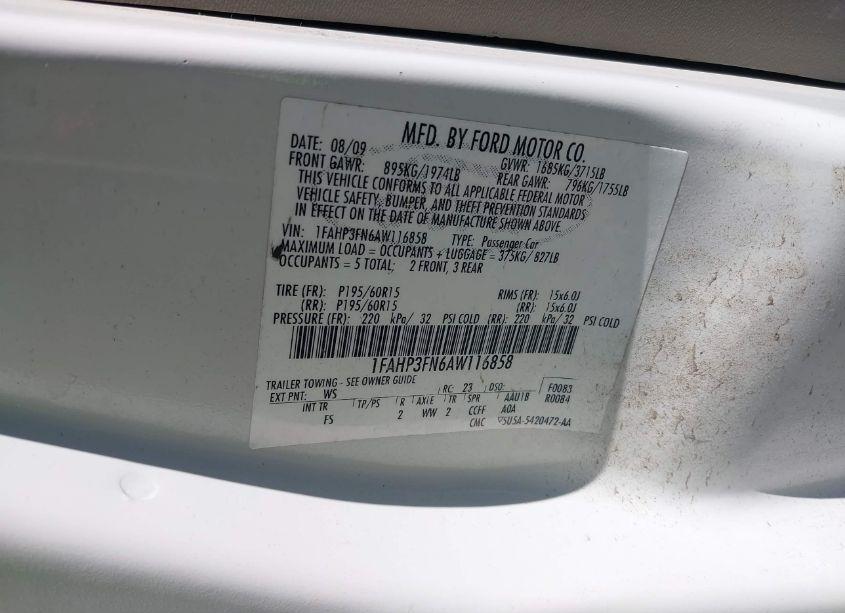 MFD. BY FORD MOTOR CO.
DATE: 08/09 GVWR: 1685KG/3715LB
FRONT GAWR: 895KG/1974LB REAR GAWR: 796KG/1755LB
THIS VEHICLE CONFORMS TO ALL APPLICABLE FEDERAL MOTOR
VEHICLE SAFETY, BUMPER, AND THEFT PREVENTION STANDARDS
IN EFFECT ON THE DATE OF MANUFACTURE SHOWN ABOVE.
VIN: 1FAHP3FN6AW116858 TYPE: Passenger Car
MAXIMUM LOAD = OCCUPANTS + LUGGAGE = 375KG/827LB
OCCUPANTS = 5 TOTAL; 2 FRONT, 3 REAR
TIRE (FR): P195/60R15 RIMS (FR): 15x6.0J
(RR): P195/60R15 (RR): 15x6.0J
PRESSURE (FR): 220 kPa/ 32 PSI COLD (RR): 220 kPa/ 32 PSI COLD
1FAHP3FN6AW116858
TRAILER TOWING - SEE OWNER GUIDE
EXT PNT: WS RC: 23 DSO: F0083
INT TR TP/PS R AXLE TR SPR AAU1B R0084
FS 2 WW 2 CCFF AOA
CMC 5U5A-5420472-AA